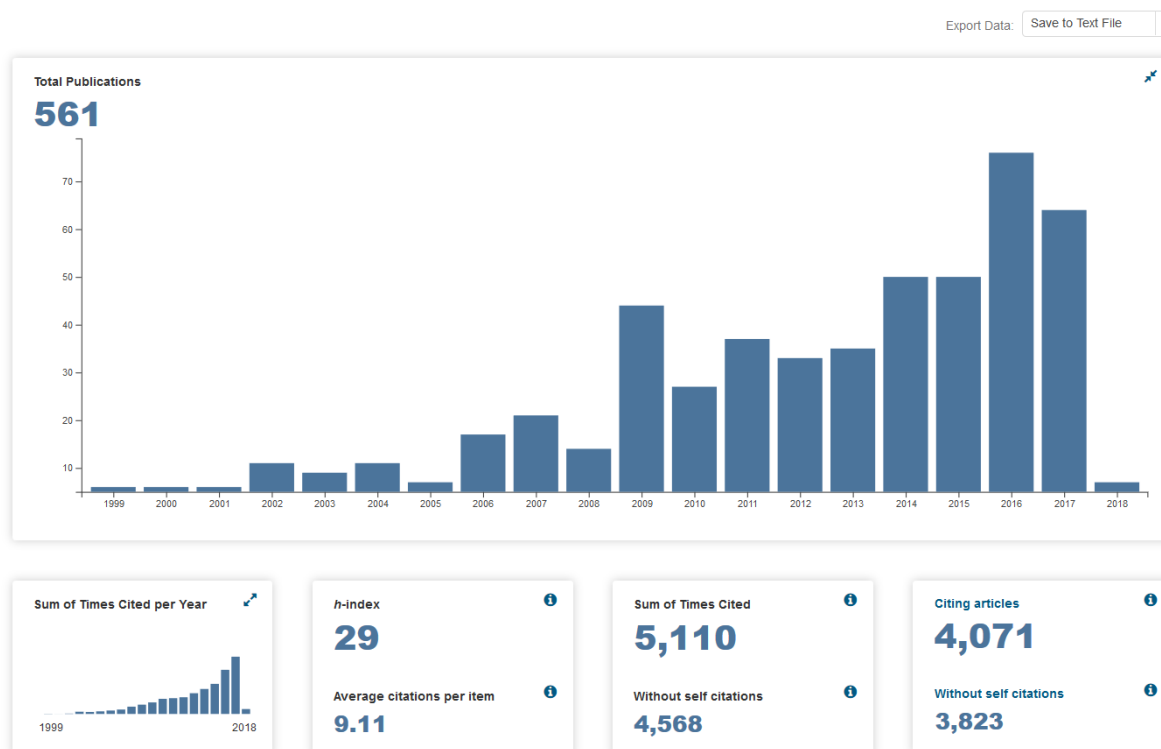 Export Data: Save to Text File
Total Publications
561
70
60
50
40
30
20
10
1999 2000 2001 2002 2003 2004 2005 2006 2007 2008 2009 2010 2011 2012 2013 2014 2015 2016 2017 2018
Sum of Times Cited per Year
1999 2018
h-index
29
Average citations per item
9.11
Sum of Times Cited
5,110
Without self citations
4,568
Citing articles
4,071
Without self citations
3,823